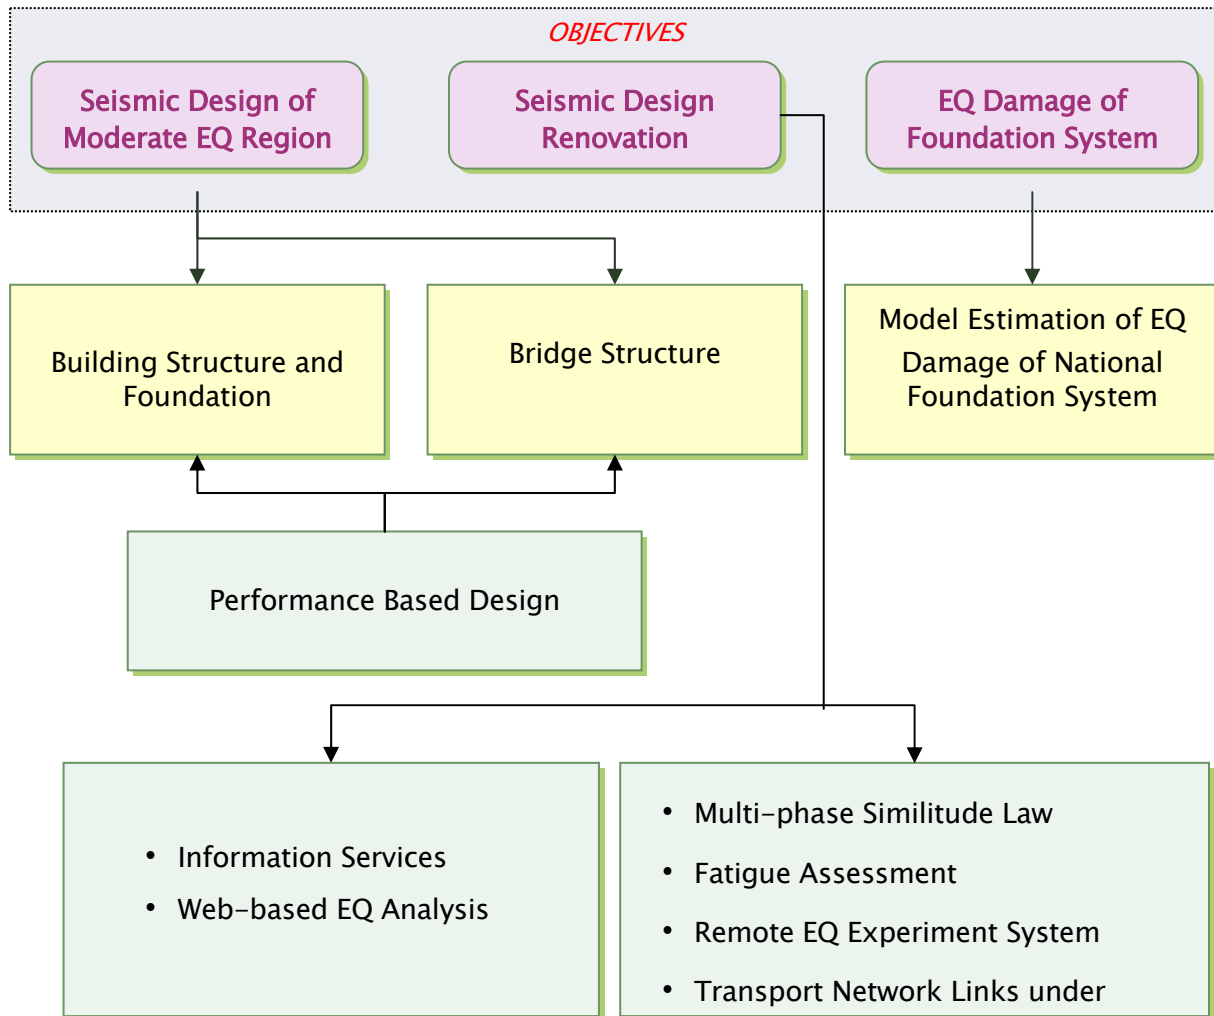 OBJECTIVES
Seismic Design of
Moderate EQ Region
Seismic Design
Renovation
EQ Damage of
Foundation System
Building Structure and
Foundation
Bridge Structure
Model Estimation of EQ
Damage of National
Foundation System
Performance Based Design
• Information Services
• Web-based EQ Analysis
• Multi-phase Similitude Law
• Fatigue Assessment
• Remote EQ Experiment System
• Transport Network Links under